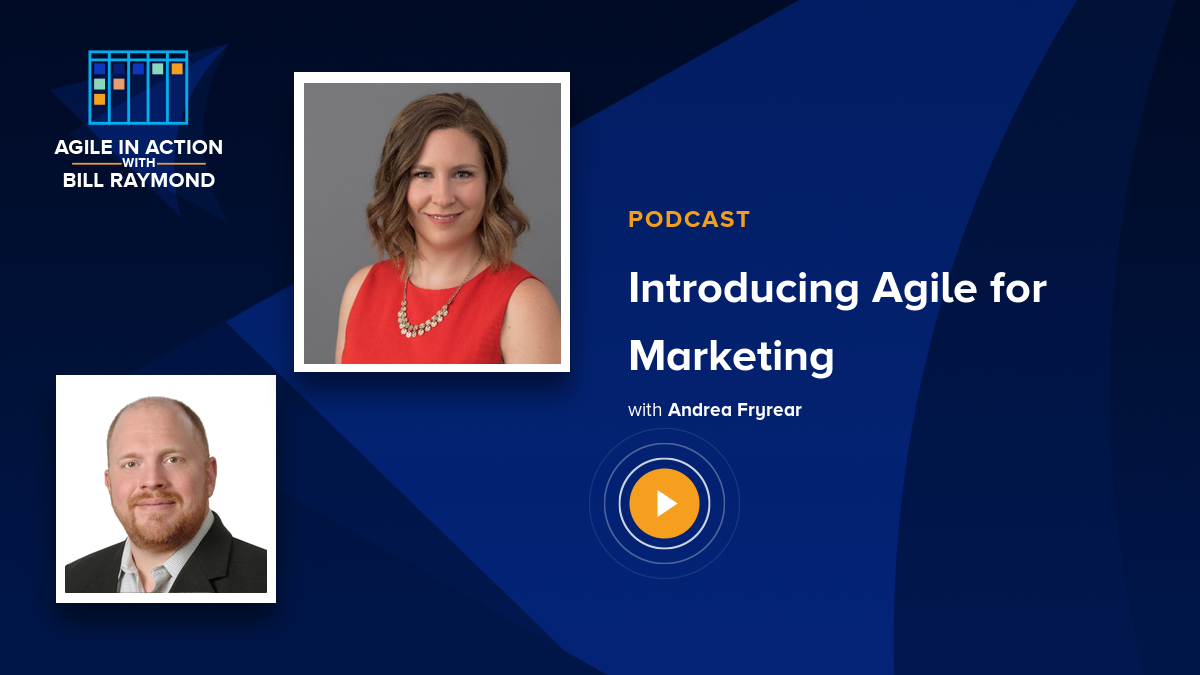 AGILE IN ACTION
WITH
BILL RAYMOND
PODCAST
Introducing Agile for
Marketing
with Andrea Fryrear